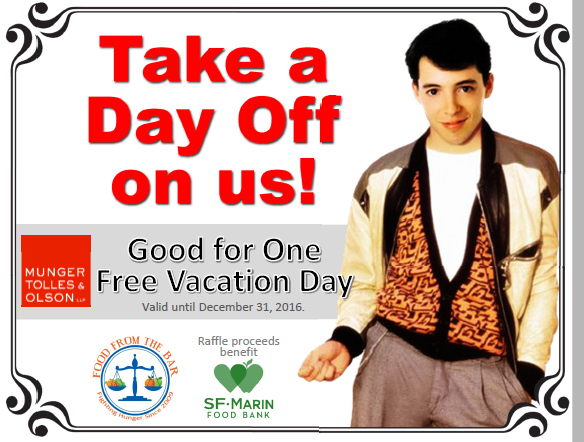 Take a
Day Off
on us!
MUNGER
TOLLES &
OLSON LLP
Good for One
Free Vacation Day
Valid until December 31, 2016.
FOOD FROM THE BAR
Fighting Hunger Since 2009
Raffle proceeds
benefit
SF·MARIN
FOOD BANK